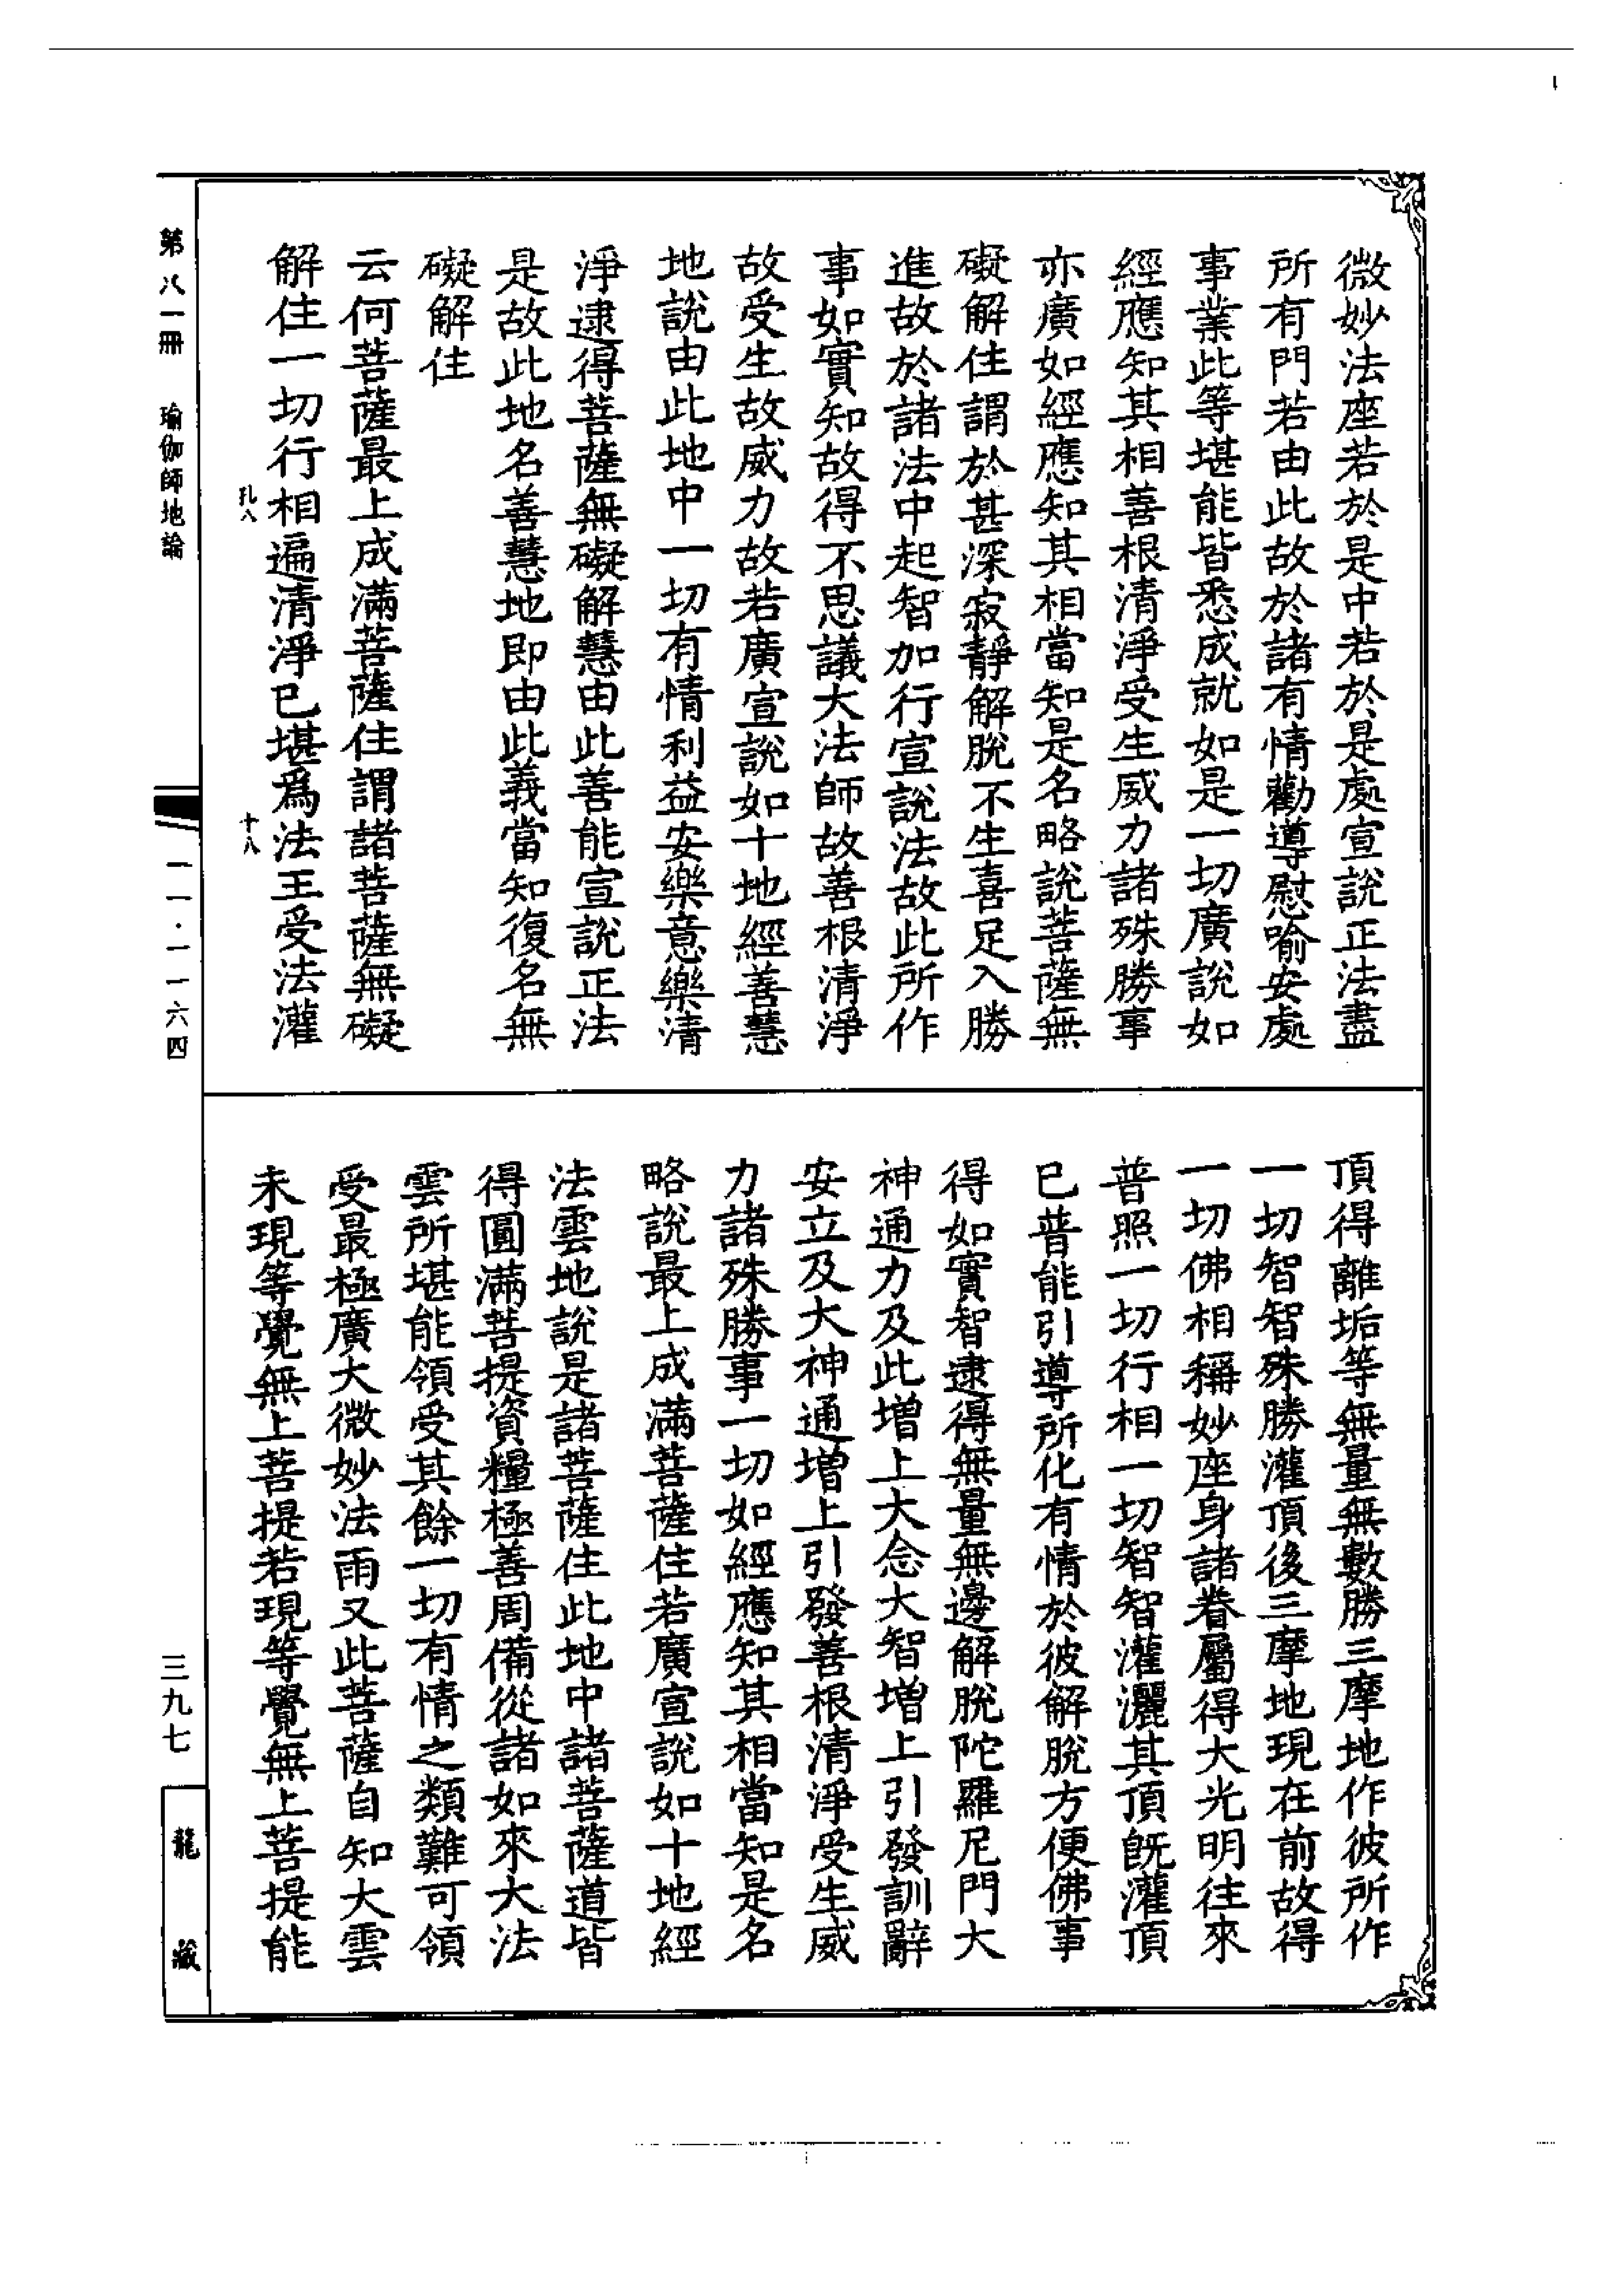 微妙法座若於是中若於是處宣說正法盡
所有門若由此故於諸有情勸導慰喻安處
事業此等堪能皆悉成就如是一切廣說如
經應知其相善根清淨受生威力諸殊勝事
亦廣如經應知其相當知是名略說菩薩無
礙解住謂於甚深寂靜解脫不生喜足入勝
進故於諸法中起智加行宣說法故此所作
事如實知故得不思議大法師故善根清淨
故受生故威力故若廣宣說如十地經善慧
地說由此地中一切有情利益安樂意樂清
淨逮得菩薩無礙解慧由此善能宣說正法
是故此地名善慧地即由此義當知復名無
礙解住
云何菩薩最上成滿菩薩住謂諸菩薩無礙
解住一切行相遍清淨已堪爲法王受法灌
孔八 十八
頂得離垢等無量無數勝三摩地作彼所作
一切智智殊勝灌頂後三摩地現在前故得
一切佛相稱妙座身諸眷屬得大光明往來
普照一切行相一切智智灌灑其頂既灌頂
已普能引導所化有情於彼解脫方便佛事
得如實智逮得無量無邊解脫陀羅尼門大
神通力及此增上大念大智增上引發訓辭
安立及大神通增上引發善根清淨受生威
力諸殊勝事一切如經應知其相當知是名
略說最上成滿菩薩住若廣宣說如十地經
法雲地說是諸菩薩住此地中諸菩薩道皆
得圓滿菩提資糧極善周備從諸如來大法
雲所堪能領受其餘一切有情之類難可領
受最極廣大微妙法雨又此菩薩自知大雲
未現等覺無上菩提若現等覺無上菩提能
第八一冊 瑜伽師地論
一一·一一六四
三九七
龍藏